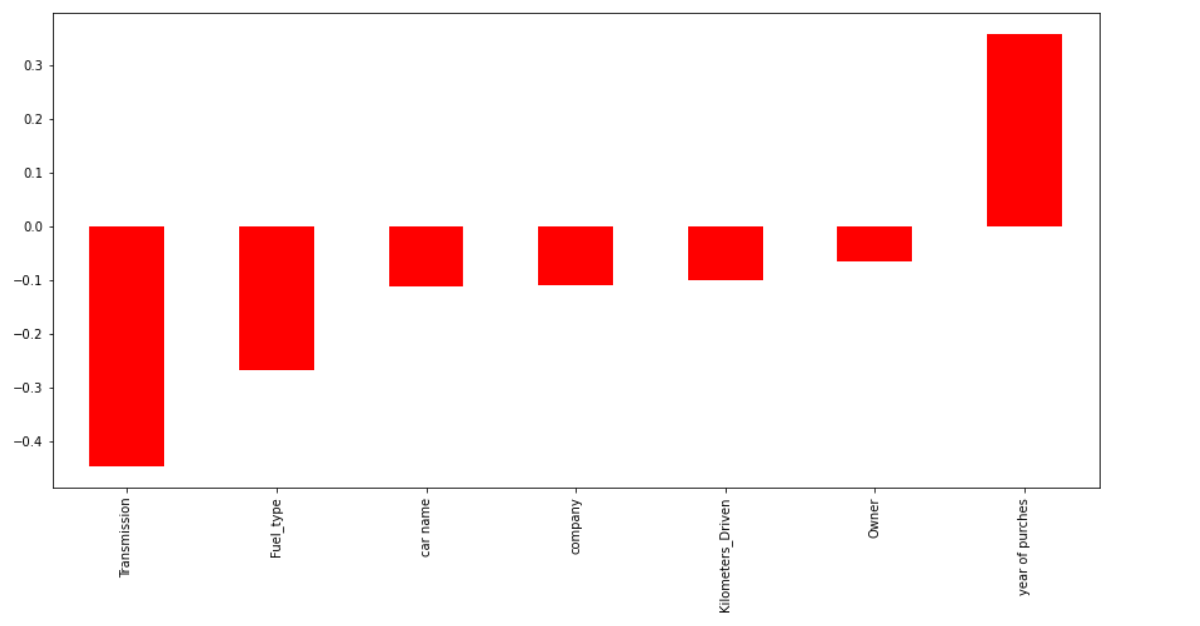 0.3
0.2
0.1
0.0
−0.1
−0.2
−0.3
−0.4
Transmission
Fuel_type
car name
company
Kilometers_Driven
Owner
year of purches